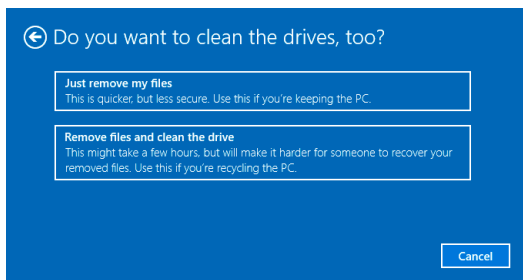 Do you want to clean the drives, too?
Just remove my files
This is quicker, but less secure. Use this if you're keeping the PC.
Remove files and clean the drive
This might take a few hours, but will make it harder for someone to recover your
removed files. Use this if you're recycling the PC.
Cancel